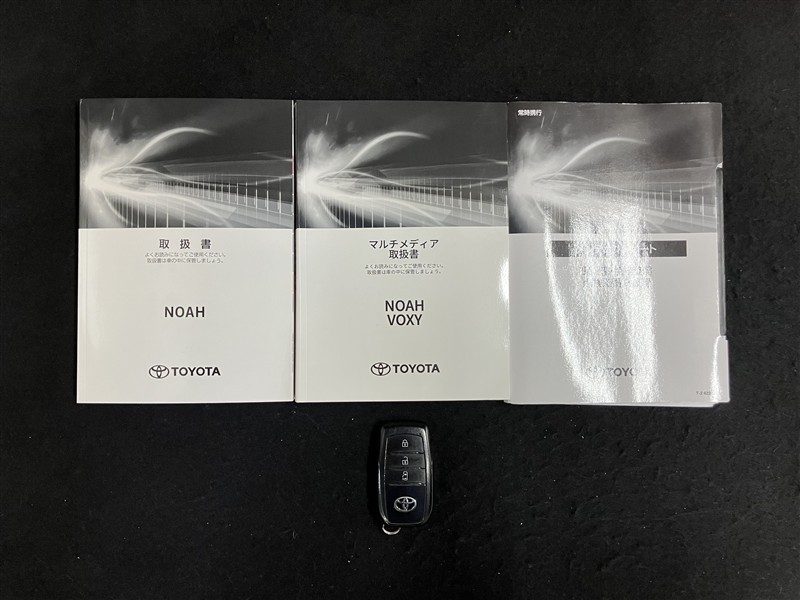 取扱書
よくお読みになってご使用ください。
取扱書は車の中に保管しましょう。
NOAH
TOYOTA
マルチメディア
取扱書
よくお読みになってご使用ください。
取扱書は車の中に保管しましょう。
NOAH
VOXY
TOYOTA
常時携行